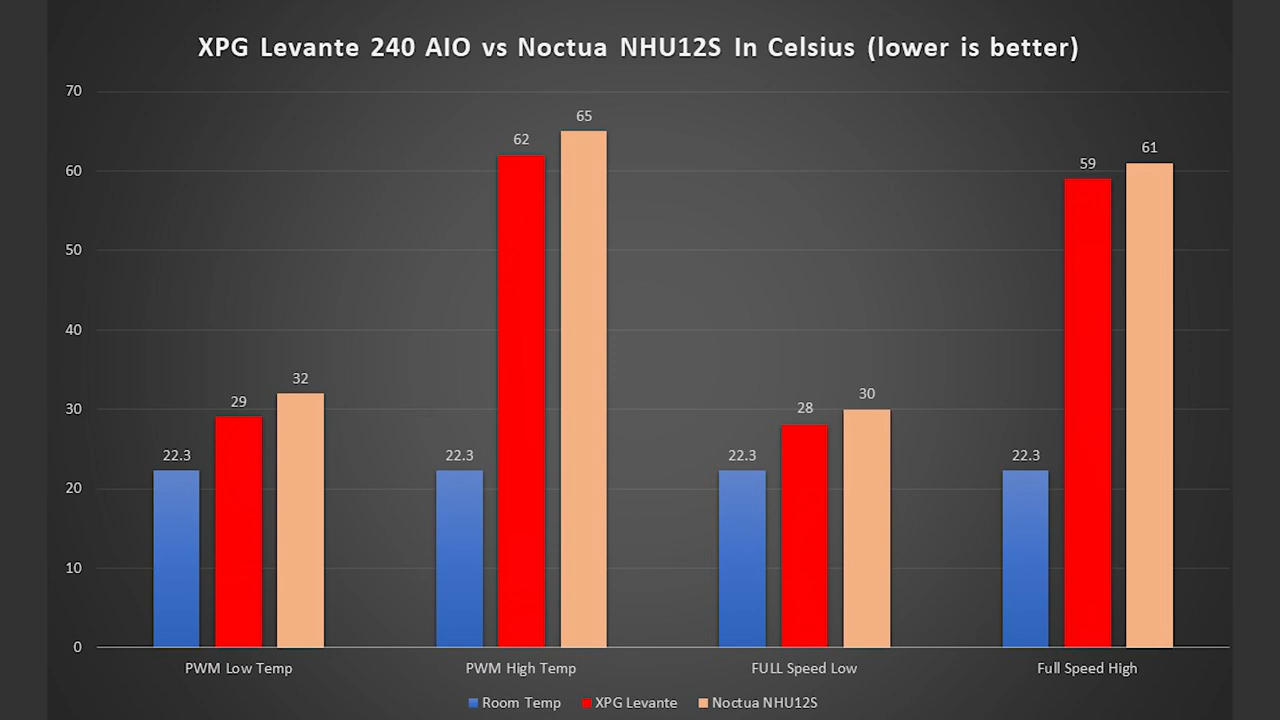 XPG Levante 240 AIO vs Noctua NHU12S In Celsius (lower is better)
70
60
50
40
30
20
10
0
22.3
29
32
22.3
62
65
22.3
28
30
22.3
59
61
PWM Low Temp
PWM High Temp
FULL Speed Low
Full Speed High
Room Temp
XPG Levante
Noctua NHU12S